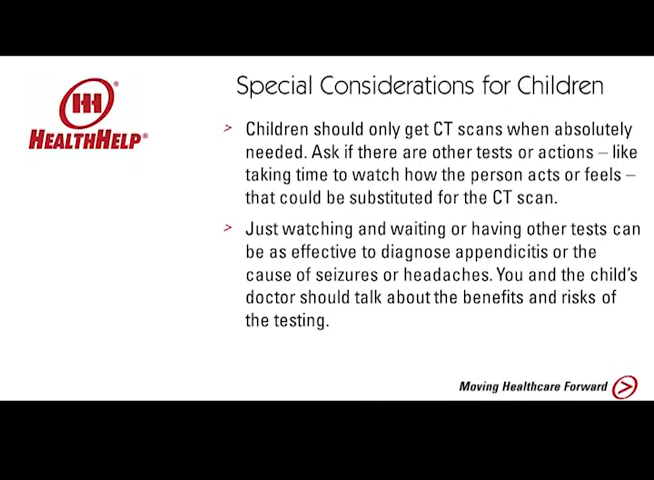 Special Considerations for Children
HEALTHHELP®
> Children should only get CT scans when absolutely
needed. Ask if there are other tests or actions – like
taking time to watch how the person acts or feels –
that could be substituted for the CT scan.
> Just watching and waiting or having other tests can
be as effective to diagnose appendicitis or the
cause of seizures or headaches. You and the child's
doctor should talk about the benefits and risks of
the testing.
Moving Healthcare Forward